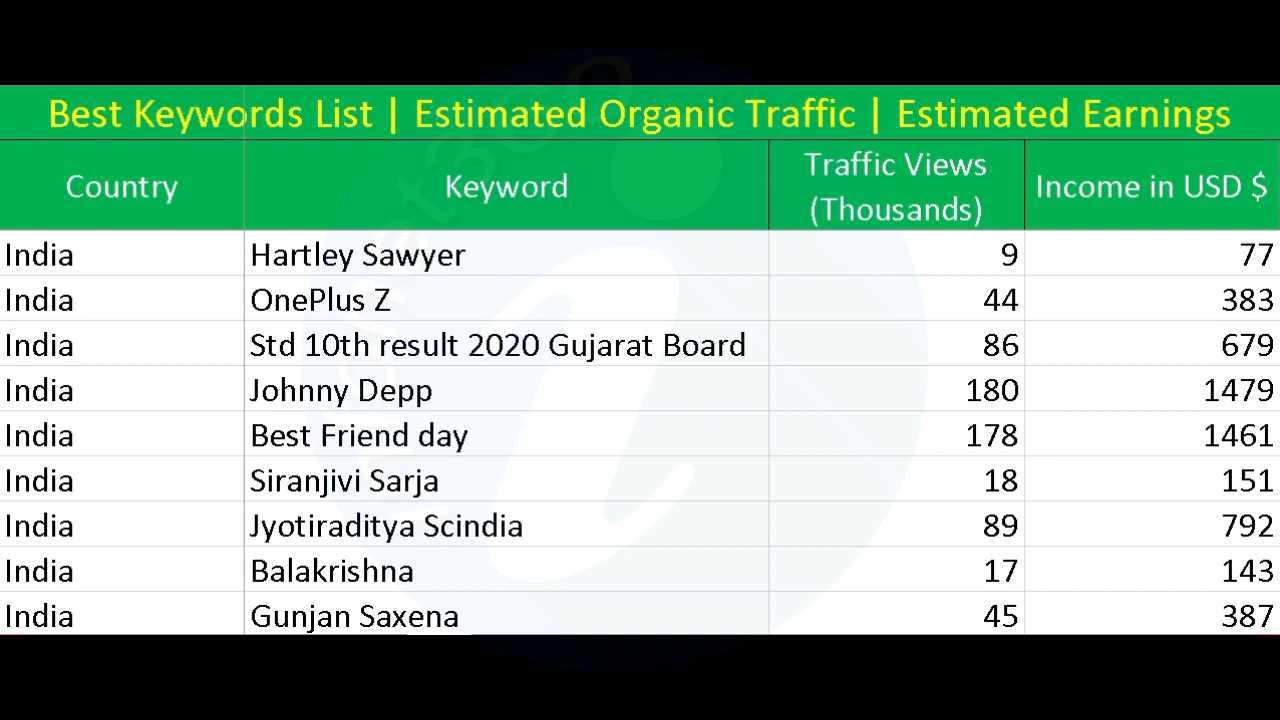 Best Keywords List | Estimated Organic Traffic | Estimated Earnings
Country Keyword Traffic Views (Thousands) Income in USD $
India Hartley Sawyer 9 77
India OnePlus Z 44 383
India Std 10th result 2020 Gujarat Board 86 679
India Johnny Depp 180 1479
India Best Friend day 178 1461
India Siranjivi Sarja 18 151
India Jyotiraditya Scindia 89 792
India Balakrishna 17 143
India Gunjan Saxena 45 387